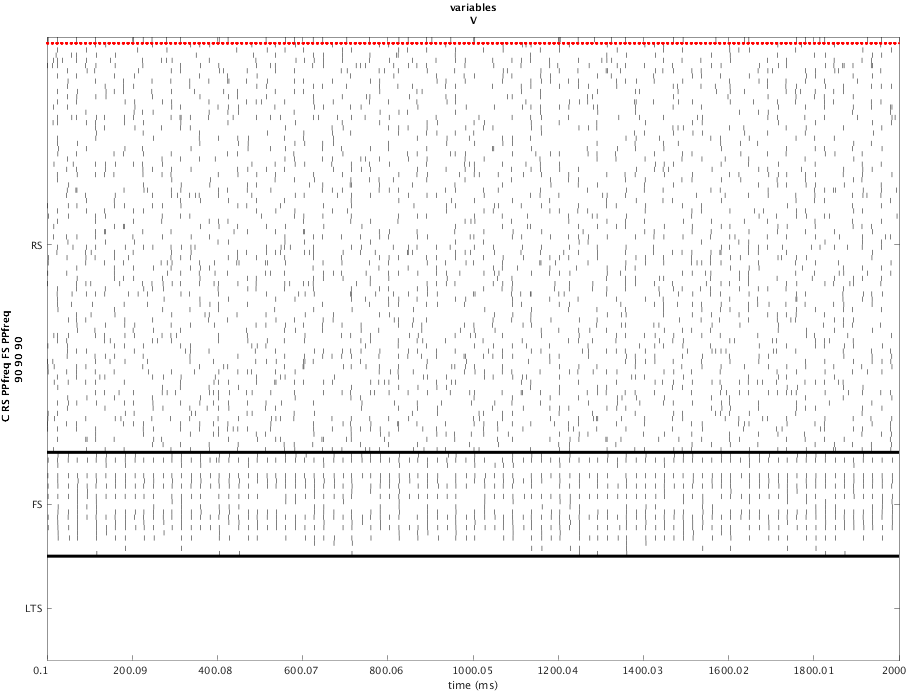 variables
V
RS
FS
LTS
C RS PPfreq FS PPfreq
90 90 90
0.1 200.09 400.08 600.07 800.06 1000.05 1200.04 1400.03 1600.02 1800.01 2000
time (ms)